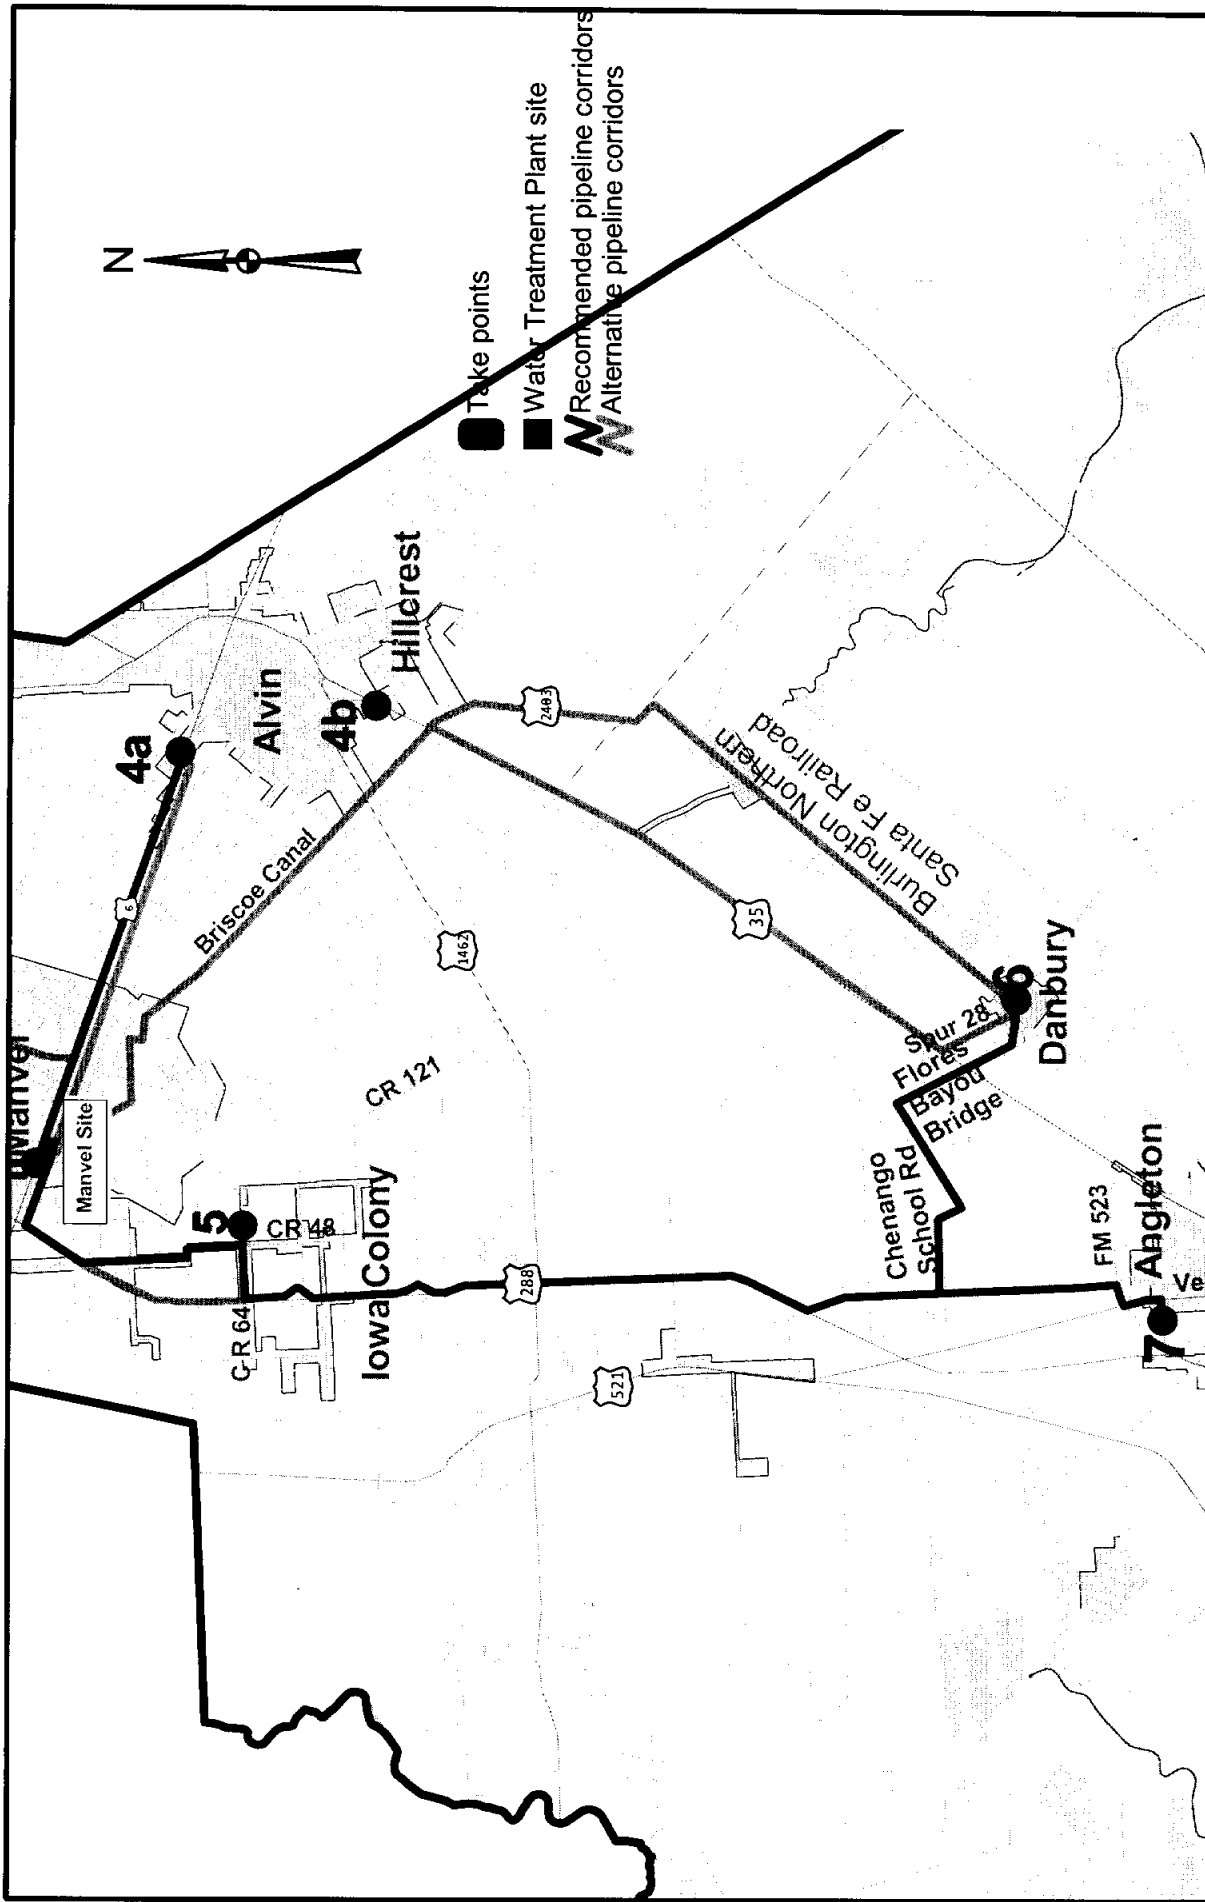 N
Take points
Water Treatment Plant site
Recommended pipeline corridors
Alternative pipeline corridors
Manvel
Manvel Site
6
4a
Alvin
4b
Hillcrest
Briscoe Canal
2403
1462
CR 121
5
CR 48
C R 64
Iowa Colony
288
521
35
Burlington Northern
Santa Fe Railroad
6
Danbury
Spur 28
Flores
Bayou
Bridge
Chenango
School Rd
FM 523
Angleton
7
Ve